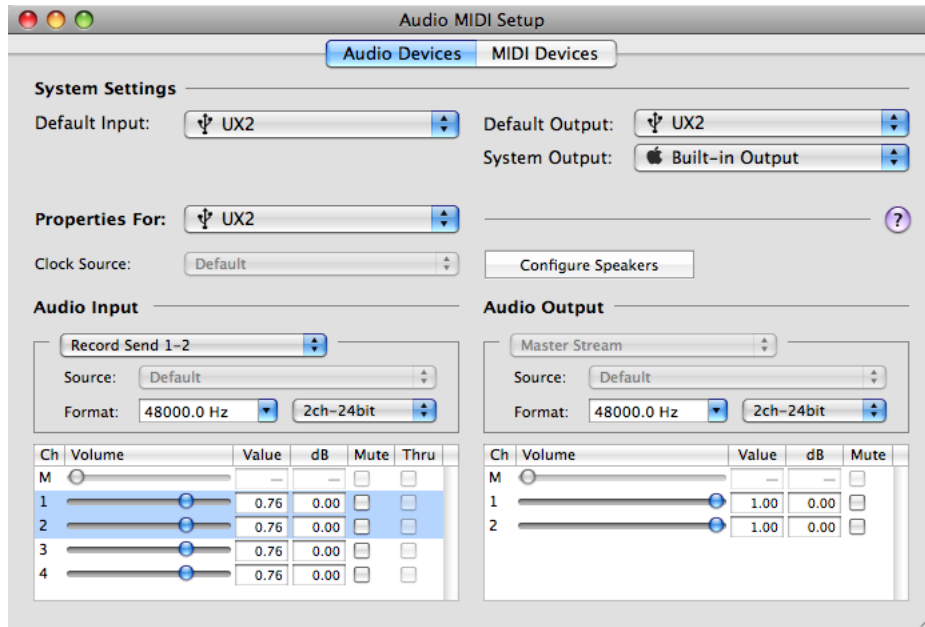 Audio MIDI Setup
Audio Devices MIDI Devices
System Settings
Default Input: UX2 Default Output: UX2
System Output: Built-in Output
Properties For: UX2 ?
Clock Source: Default Configure Speakers
Audio Input Audio Output
Record Send 1-2 Master Stream
Source: Default Source: Default
Format: 48000.0 Hz 2ch-24bit Format: 48000.0 Hz 2ch-24bit
Ch Volume Value dB Mute Thru Ch Volume Value dB Mute
M — — M — —
1 0.76 0.00 1 1.00 0.00
2 0.76 0.00 2 1.00 0.00
3 0.76 0.00
4 0.76 0.00